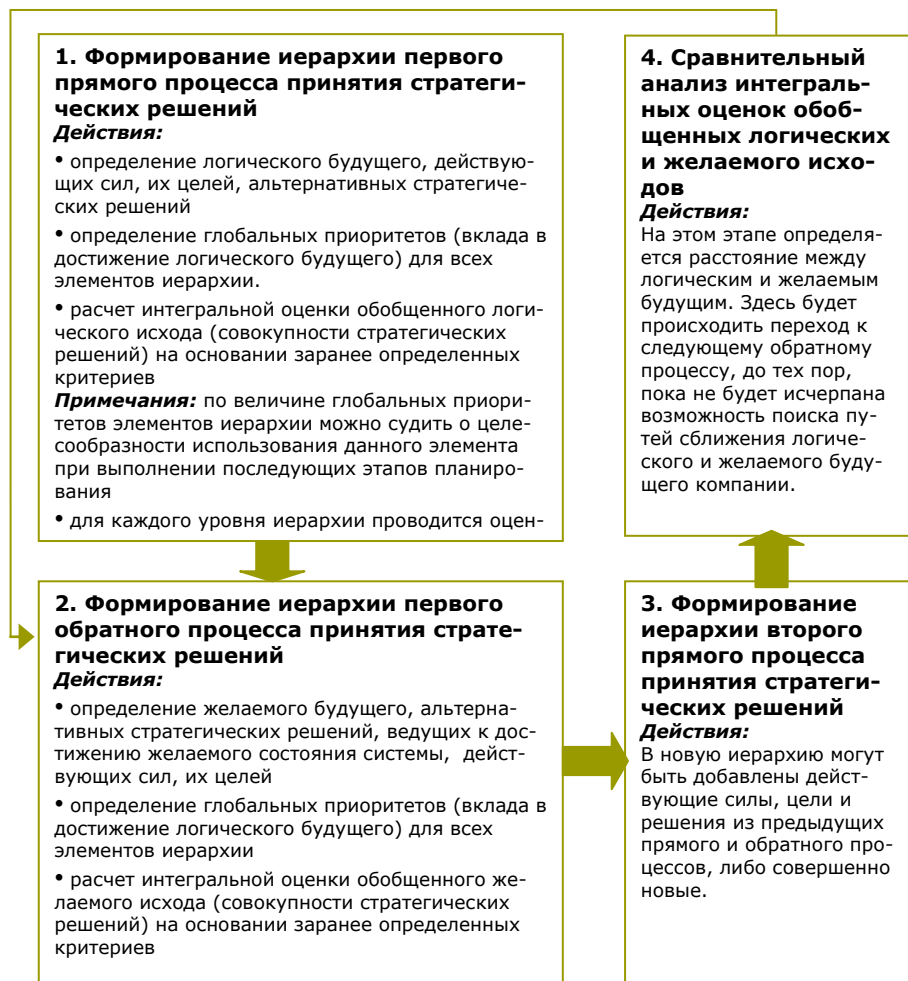 1. Формирование иерархии первого
прямого процесса принятия стратеги-
ческих решений
Действия:
• определение логического будущего, действую-
щих сил, их целей, альтернативных стратегиче-
ских решений
• определение глобальных приоритетов (вклада в
достижение логического будущего) для всех
элементов иерархии.
• расчет интегральной оценки обобщенного логи-
ческого исхода (совокупности стратегических
решений) на основании заранее определенных
критериев
Примечания: по величине глобальных приори-
тетов элементов иерархии можно судить о целе-
сообразности использования данного элемента
при выполнении последующих этапов планиро-
вания
• для каждого уровня иерархии проводится оцен-
2. Формирование иерархии первого
обратного процесса принятия страте-
гических решений
Действия:
• определение желаемого будущего, альтерна-
тивных стратегических решений, ведущих к дос-
тижению желаемого состояния системы, дейст-
вующих сил, их целей
• определение глобальных приоритетов (вклада в
достижение логического будущего) для всех
элементов иерархии
• расчет интегральной оценки обобщенного же-
лаемого исхода (совокупности стратегических
решений) на основании заранее определенных
критериев
3. Формирование
иерархии второго
прямого процесса
принятия стратеги-
ческих решений
Действия:
В новую иерархию могут
быть добавлены дейст-
вующие силы, цели и
решения из предыдущих
прямого и обратного про-
цессов, либо совершенно
новые.
4. Сравнительный
анализ интеграль-
ных оценок обоб-
щенных логических
и желаемого исхо-
дов
Действия:
На этом этапе определя-
ется расстояние между
логическим и желаемым
будущим. Здесь будет
происходить переход к
следующему обратному
процессу, до тех пор,
пока не будет исчерпана
возможность поиска пу-
тей сближения логиче-
ского и желаемого буду-
щего компании.